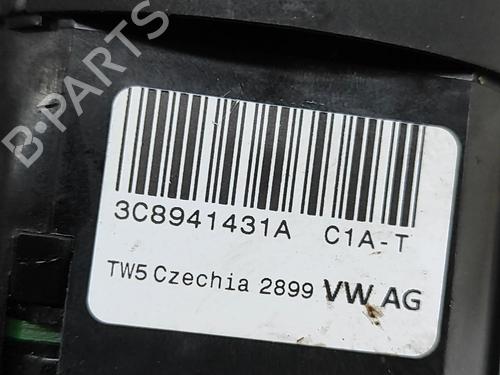 B-PARTS
3C8941431A C1A-T
TW5 Czechia 2899 VW AG